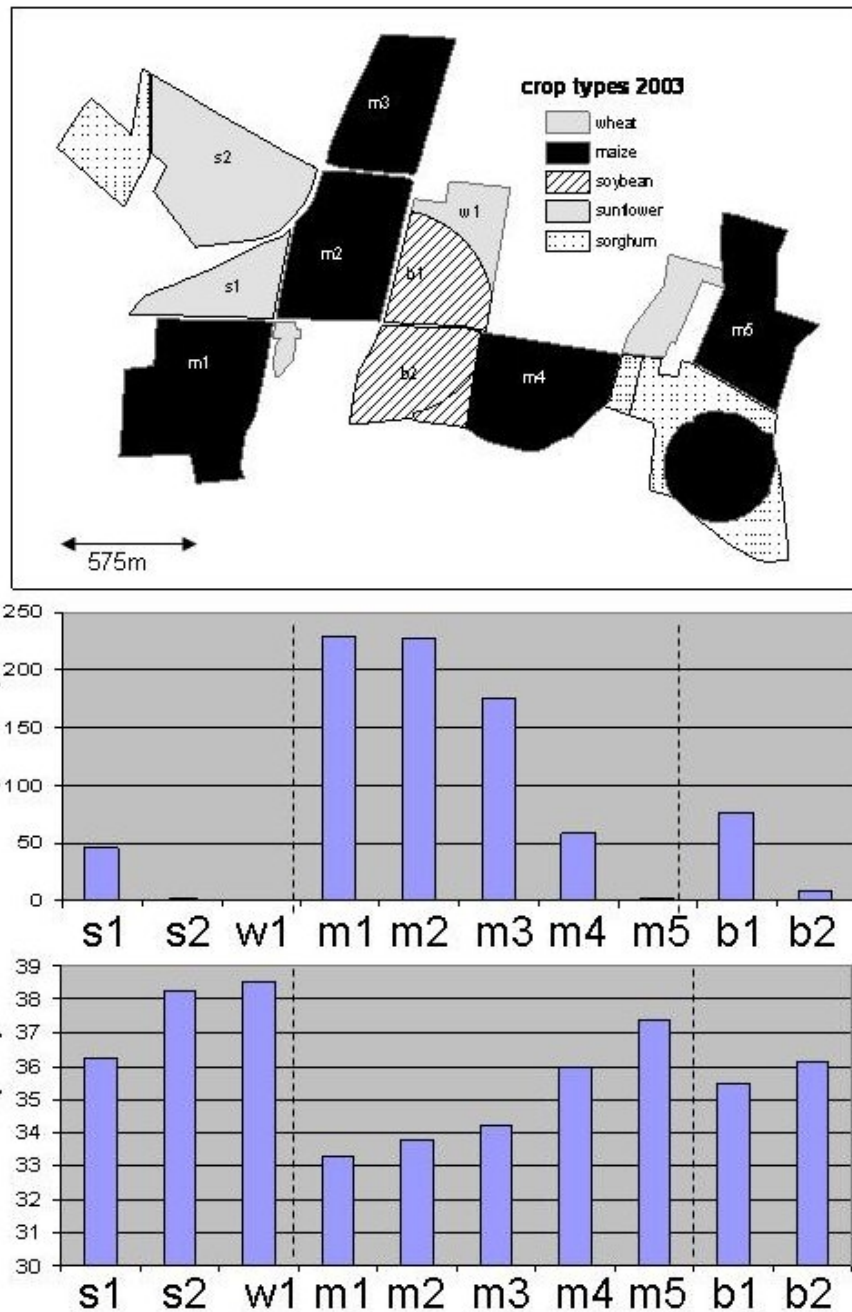 crop types 2003
wheat
maize
soybean
sunflower
sorghum
m3
s2
w1
m2
b1
s1
m1
m5
b2
m4
575m
250
200
150
100
50
0
s1 s2 w1 m1 m2 m3 m4 m5 b1 b2
39
38
37
36
35
34
33
32
31
30
s1 s2 w1 m1 m2 m3 m4 m5 b1 b2